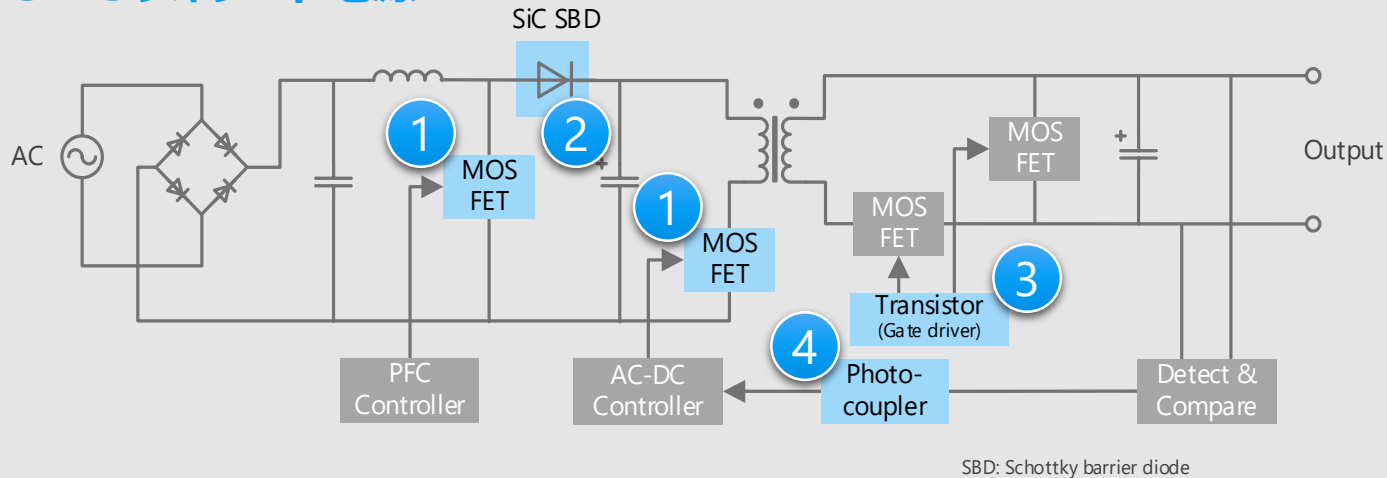 SiC SBD
AC
1
2
MOS
FET
1
MOS
FET
+
MOS
FET
MOS
FET
+
Output
3
Transistor
(Gate driver)
4
PFC
Controller
AC-DC
Controller
Photo-
coupler
Detect &
Compare
SBD: Schottky barrier diode